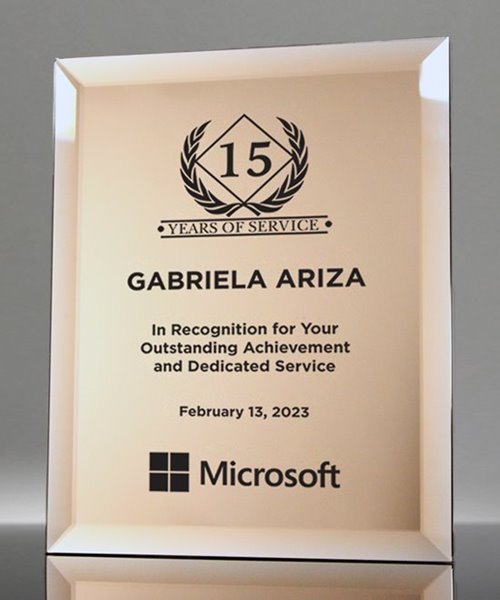 15
YEARS OF SERVICE
GABRIELA ARIZA
In Recognition for Your
Outstanding Achievement
and Dedicated Service
February 13, 2023
Microsoft